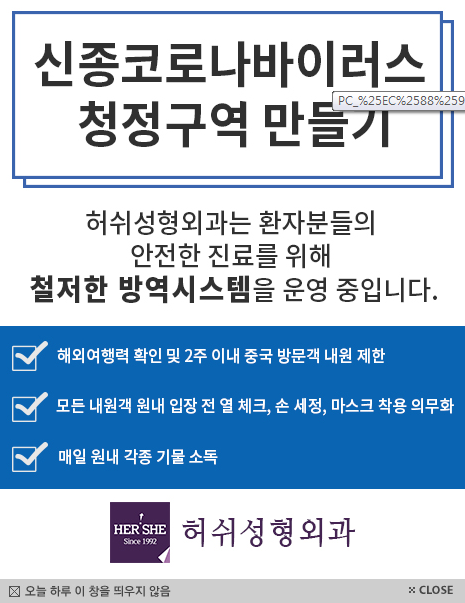 신종코로나바이러스
청정구역 만들기
PC_%25EC%2588%259
허쉬성형외과는 환자분들의
안전한 진료를 위해
철저한 방역시스템을 운영 중입니다.
해외여행력 확인 및 2주 이내 중국 방문객 내원 제한
모든 내원객 원내 입장 전 열 체크, 손 세정, 마스크 착용 의무화
매일 원내 각종 기물 소독
HER SHE
Since 1992
허쉬성형외과
오늘 하루 이 창을 띄우지 않음
CLOSE